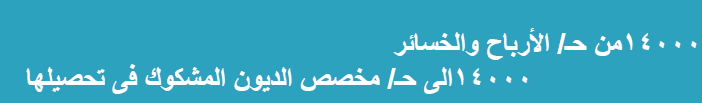 ١٤٠٠٠من حـ/ الأرباح والخسائر
١٤٠٠٠الى حـ/ مخصص الديون المشكوك فى تحصيلها